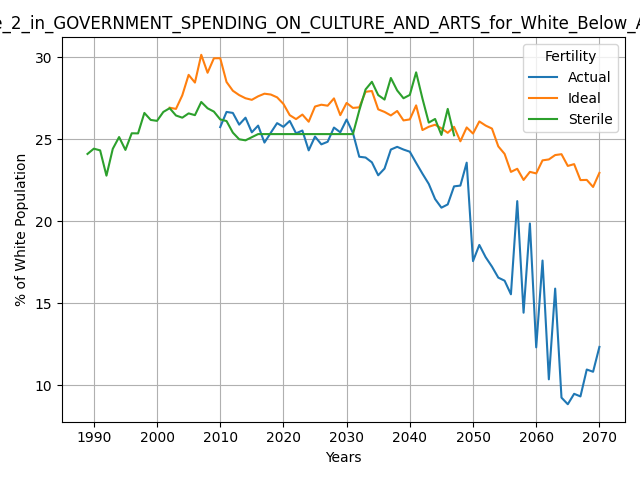 _2_in_GOVERNMENT_SPENDING_ON_CULTURE_AND_ARTS_for_White_Below_A
Fertility
Actual
Ideal
Sterile
% of White Population
30
25
20
15
10
1990 2000 2010 2020 2030 2040 2050 2060 2070
Years